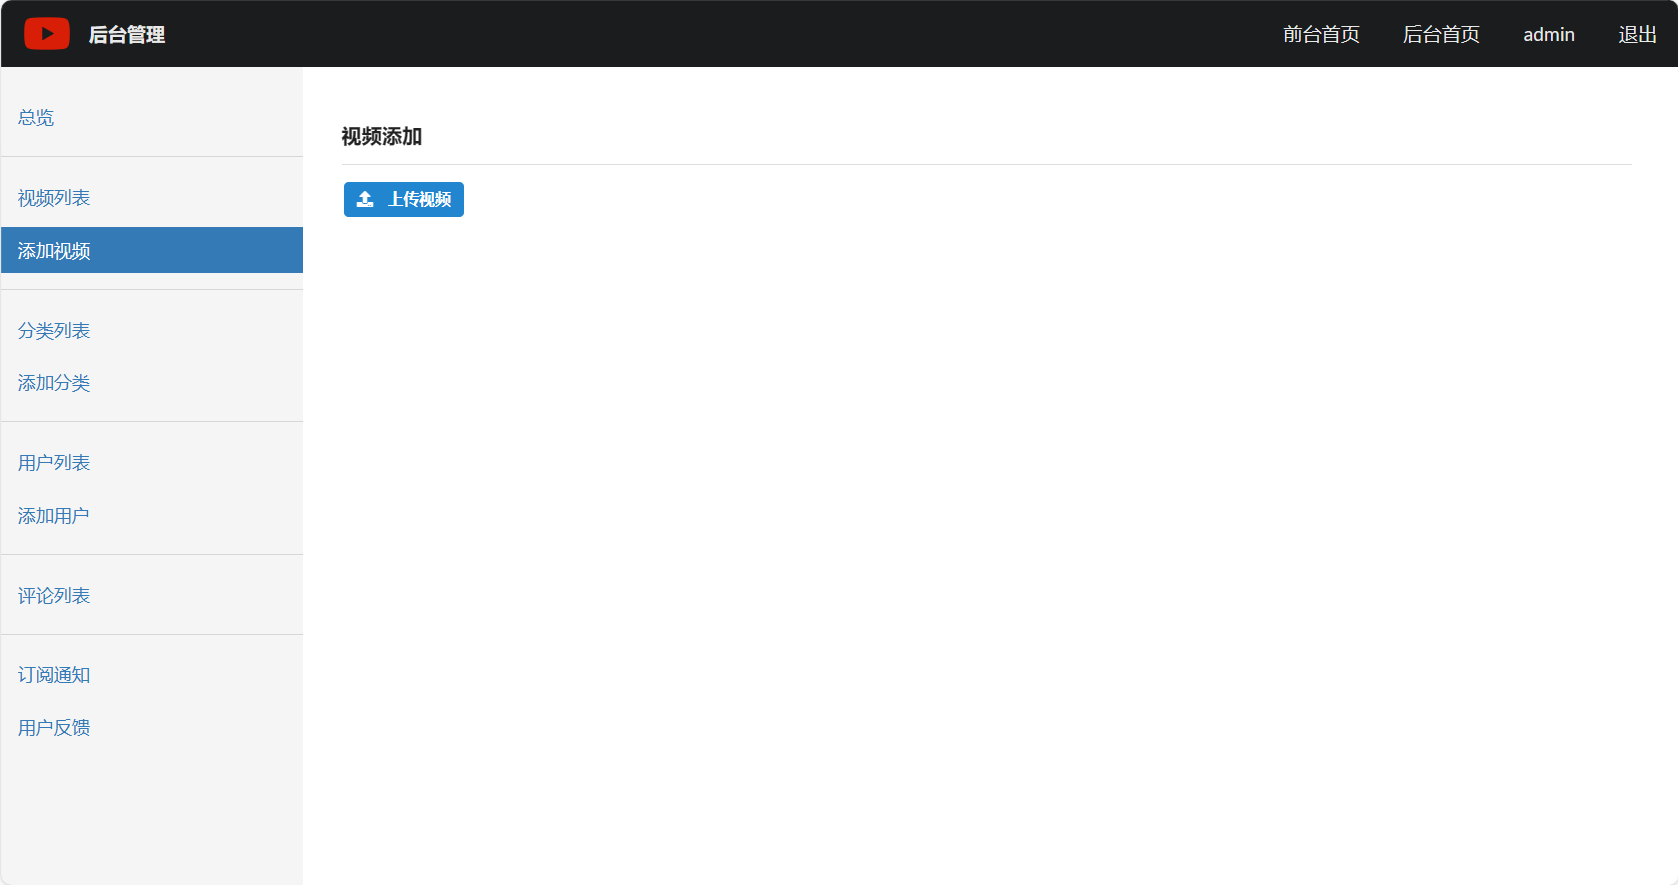 后台管理
前台首页
后台首页
admin
退出
总览
视频列表
添加视频
分类列表
添加分类
用户列表
添加用户
评论列表
订阅通知
用户反馈
视频添加
上传视频